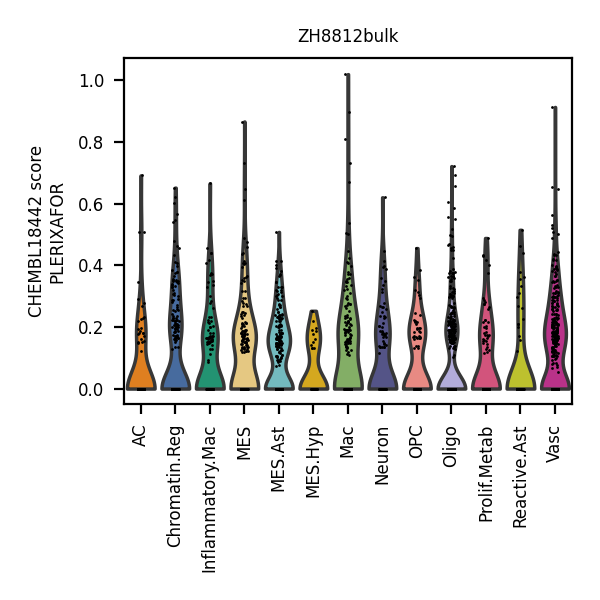 ZH8812bulk
CHEMBL18442 score
PLERIXAFOR
1.0
0.8
0.6
0.4
0.2
0.0
AC
Chromatin.Reg
Inflammatory.Mac
MES
MES.Ast
MES.Hyp
Mac
Neuron
OPC
Oligo
Prolif.Metab
Reactive.Ast
Vasc